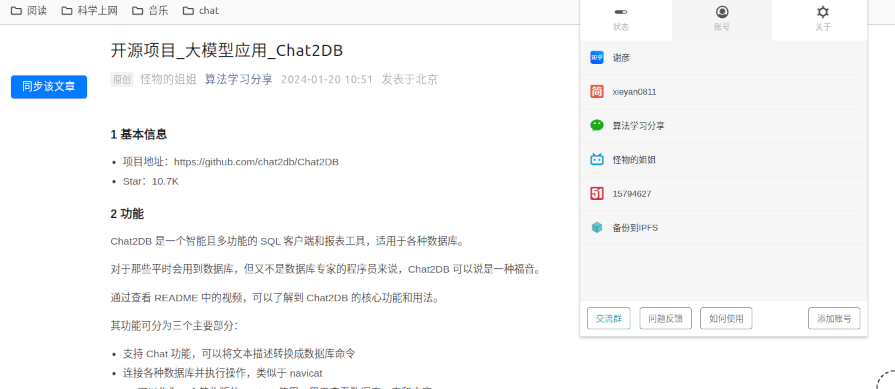 阅读 科学上网 音乐 chat
开源项目_大模型应用_Chat2DB
同步该文章
原创 怪物的姐姐 算法学习分享 2024-01-20 10:51 发表于北京
1 基本信息
项目地址：https://github.com/chat2db/Chat2DB
Star：10.7K
2 功能
Chat2DB 是一个智能且多功能的 SQL 客户端和报表工具，适用于各种数据库。
对于那些平时会用到数据库，但又不是数据库专家的程序员来说，Chat2DB 可以说是一种福音。
通过查看 README 中的视频，可以了解到 Chat2DB 的核心功能和用法。
其功能可分为三个主要部分：
支持 Chat 功能，可以将文本描述转换成数据库命令
连接各种数据库并执行操作，类似于 navicat
状态 账号 关于
知乎 谢彦
简 xieyan0811
算法学习分享
怪物的姐姐
51 15794627
备份到IPFS
交流群 问题反馈 如何使用 添加账号